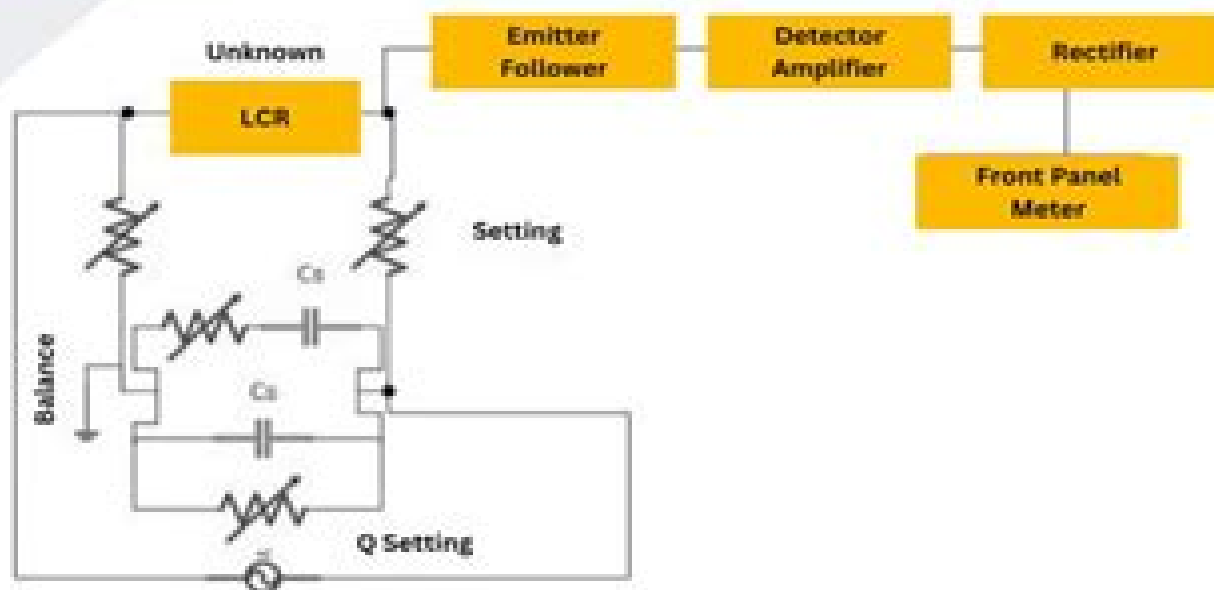 Unknown
LCR
Emitter
Follower
Detector
Amplifier
Rectifier
Front Panel
Meter
Setting
Cs
Balance
Cs
Q Setting